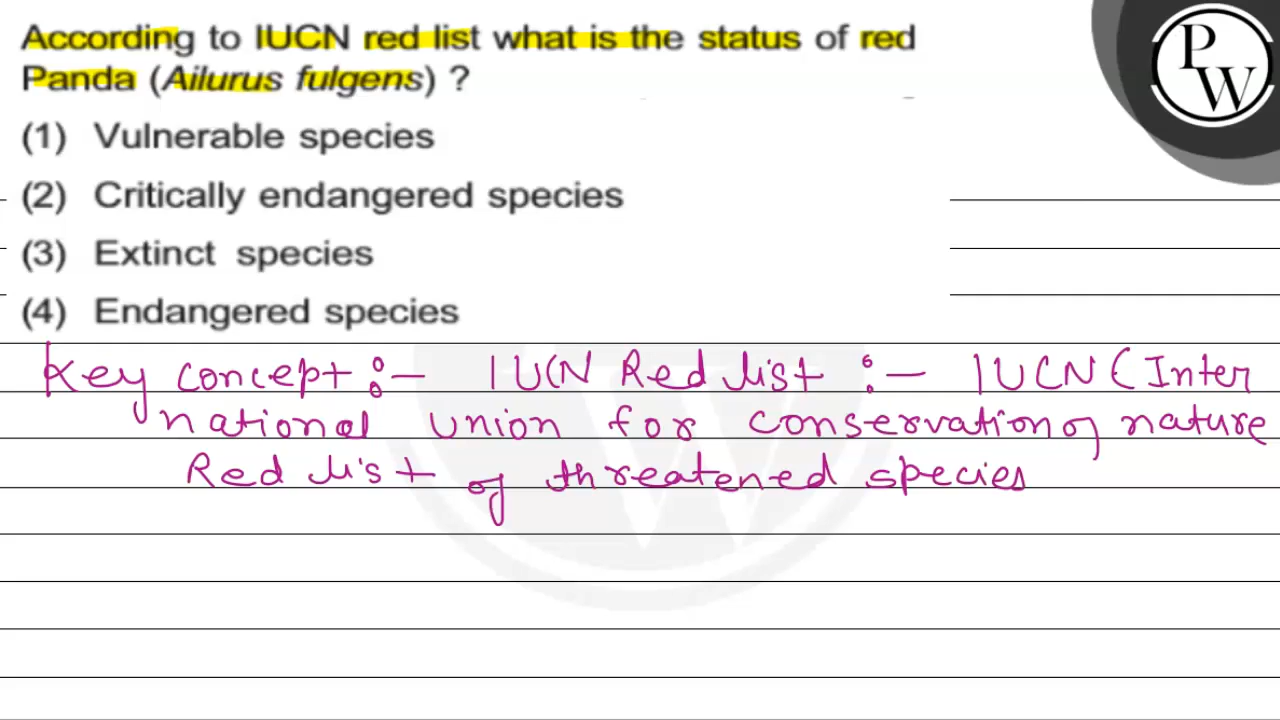 According to IUCN red list what is the status of red
Panda (Ailurus fulgens) ?
(1) Vulnerable species
(2) Critically endangered species
(3) Extinct species
(4) Endangered species
Key concept :- IUCN Red list :- IUCN ( Inter
national union for conservation of nature
Red list of threatened species
PW